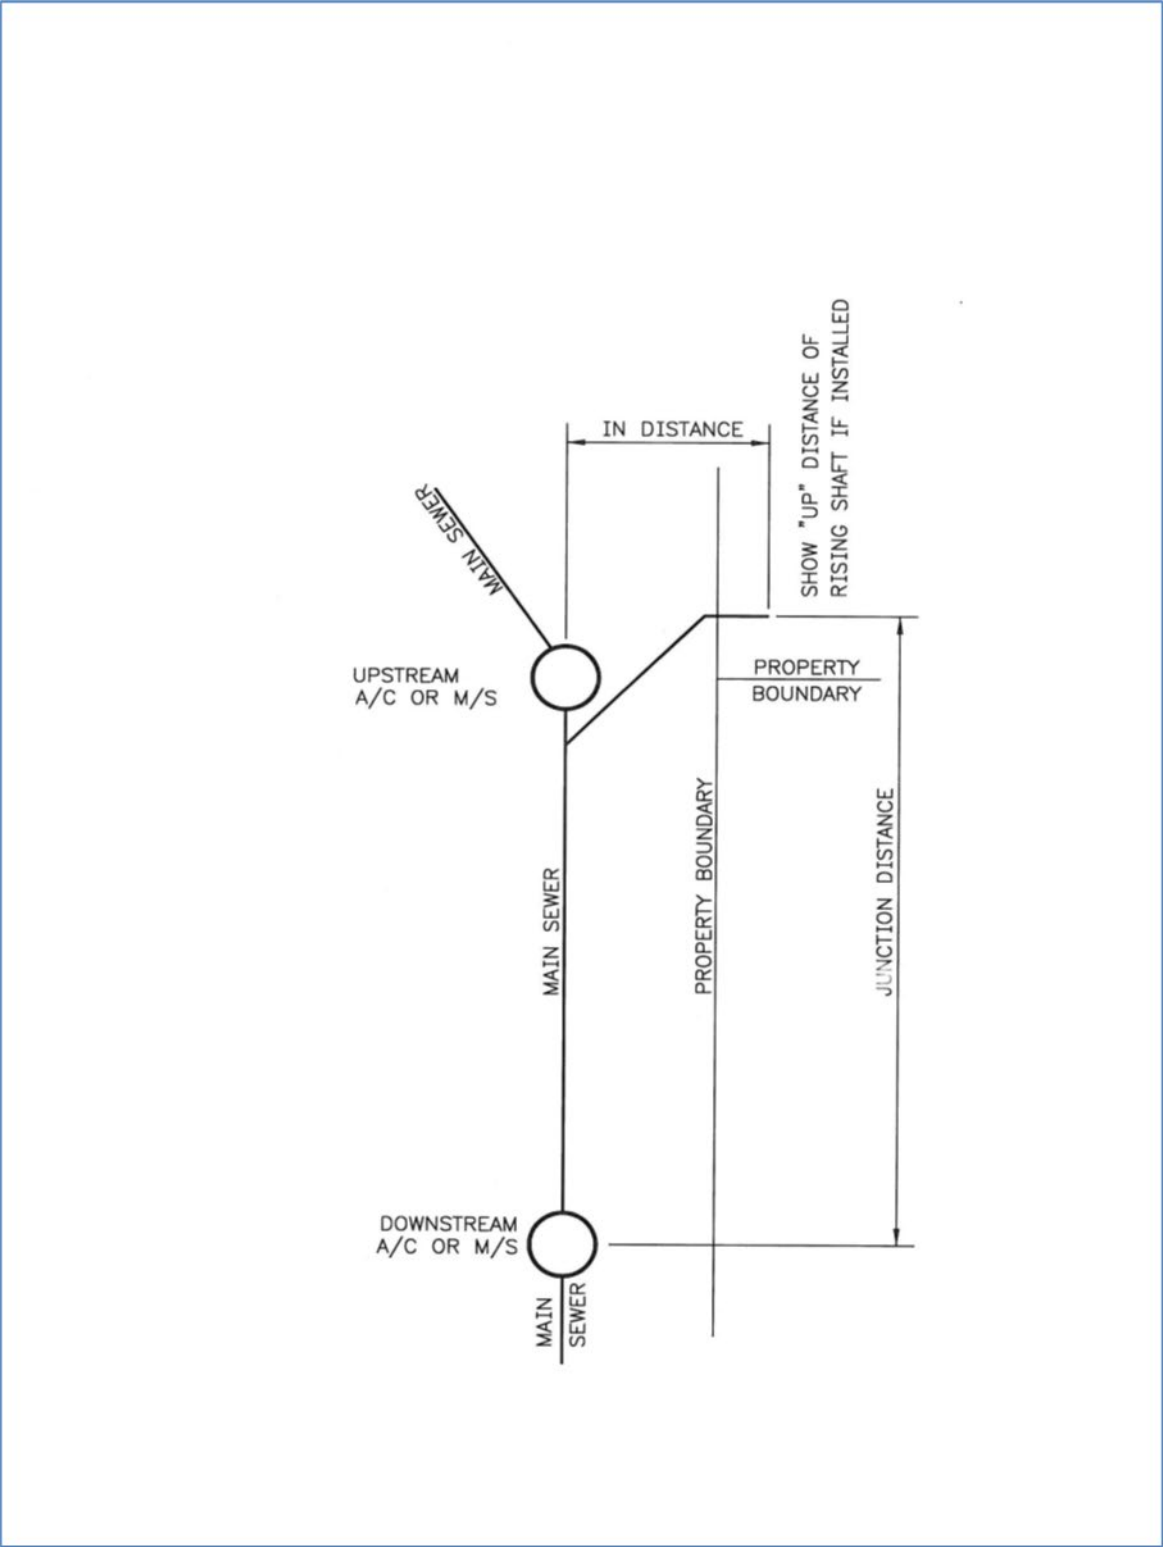 SHOW "UP" DISTANCE OF
RISING SHAFT IF INSTALLED
IN DISTANCE
MAIN SEWER
UPSTREAM
A/C OR M/S
PROPERTY
BOUNDARY
MAIN SEWER
PROPERTY BOUNDARY
JUNCTION DISTANCE
DOWNSTREAM
A/C OR M/S
MAIN
SEWER